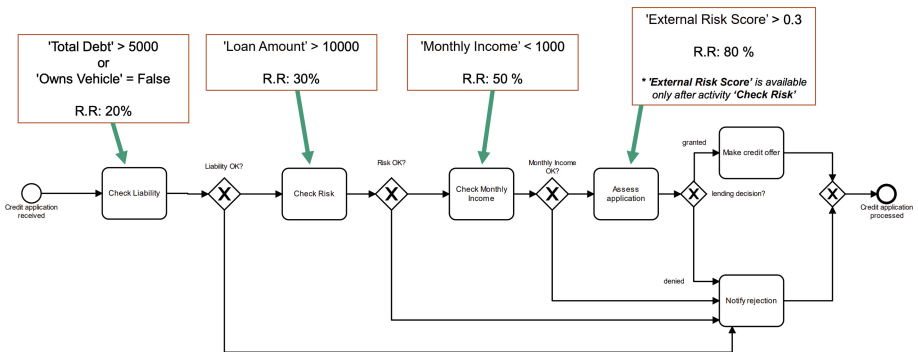 'Total Debt' > 5000
or
'Owns Vehicle' = False
R.R: 20%
'Loan Amount' > 10000
R.R: 30%
'Monthly Income' < 1000
R.R: 50 %
'External Risk Score' > 0.3
R.R: 80 %
* 'External Risk Score' is available
only after activity 'Check Risk'
Credit application
received
Check Liability
Liability OK?
X
Check Risk
Risk OK?
X
Check Monthly
Income
Monthly Income
OK?
X
Assess
application
X
lending decision?
granted
denied
Make credit offer
Notify rejection
X
Credit application
processed